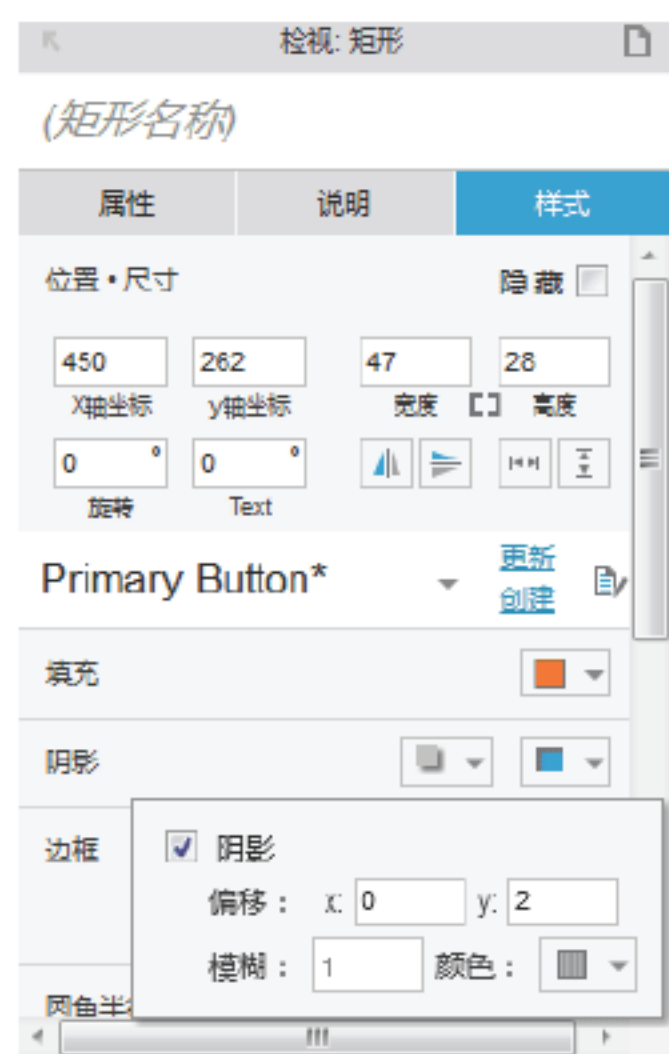 检视: 矩形
(矩形名称)
属性 说明 样式
位置•尺寸 隐藏
450 262 47 28
X轴坐标 y轴坐标 宽度 高度
0° 0°
旋转 Text
Primary Button* 更新
创建
填充
阴影
边框
阴影
偏移： x: 0 y: 2
模糊： 1 颜色：
圆角半